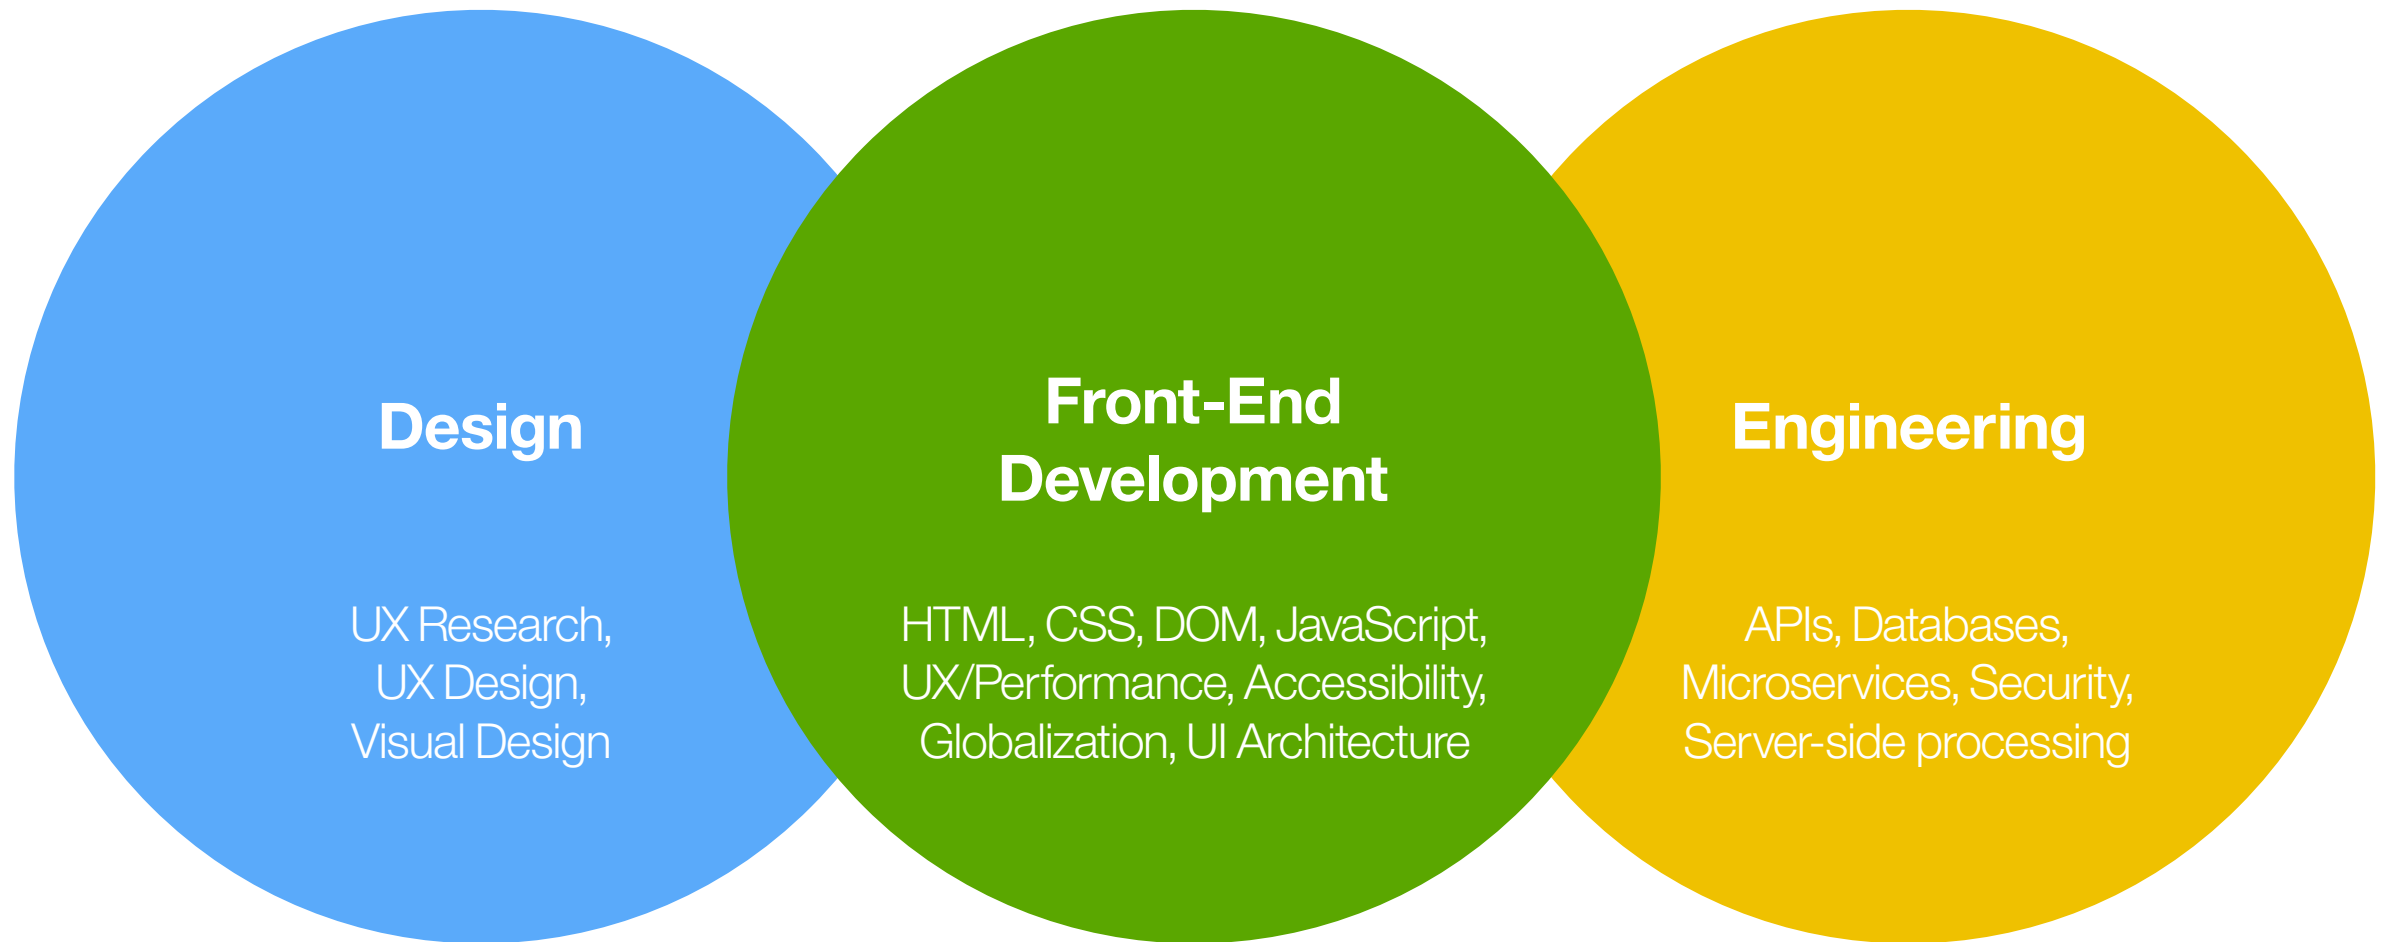 Design
UX Research,
UX Design,
Visual Design
Front-End
Development
HTML, CSS, DOM, JavaScript,
UX/Performance, Accessibility,
Globalization, UI Architecture
Engineering
APIs, Databases,
Microservices, Security,
Server-side processing